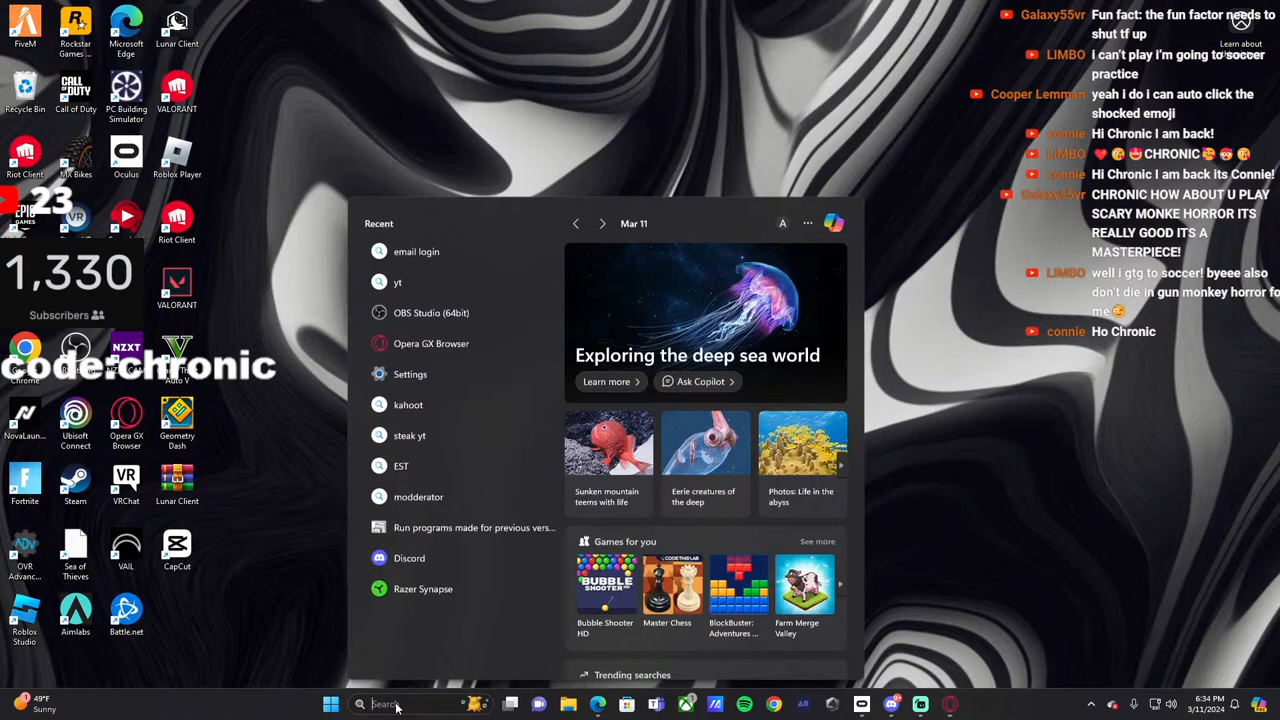 FiveM
Rockstar
Games ...
Microsoft
Edge
Lunar Client
Recycle Bin
Call of Duty
PC Building
Simulator
VALORANT
Riot Client
MX Bikes
Oculus
Roblox Player
23
Riot Client
1,330
Subscribers
VALORANT
NZXT
Code:chronic
Auto V
NovaLaun...
Ubisoft
Connect
Opera GX
Browser
Geometry
Dash
Fortnite
Steam
VRChat
Lunar Client
OVR
Advanc...
Sea of
Thieves
VAIL
CapCut
Roblox
Studio
Aimlabs
Battle.net
Recent
email login
yt
OBS Studio (64bit)
Opera GX Browser
Settings
kahoot
steak yt
EST
modderator
Run programs made for previous vers...
Discord
Razer Synapse
Mar 11
A
Exploring the deep sea world
Learn more
Ask Copilot
Sunken mountain
teems with life
Eerie creatures of
the deep
Photos: Life in the
abyss
Games for you
See more
Bubble Shooter
HD
Master Chess
BlockBuster:
Adventures ...
Farm Merge
Valley
Trending searches
Galaxy55vr Fun fact: the fun factor needs to
shut tf up
LIMBO i can't play i'm going to soccer
practice
Cooper Lemman yeah i do i can auto click the
shocked emoji
connie Hi Chronic I am back!
LIMBO ❤️😘🤩CHRONIC🥰🤡😘
connie Hi Chronic I am back its Connie!
Galaxy55vr CHRONIC HOW ABOUT U PLAY
SCARY MONKE HORROR ITS
REALLY GOOD ITS A
MASTERPIECE!
LIMBO well i gtg to soccer! byeee also
don't die in gun monkey horror fo
me
connie Ho Chronic
Learn about
49°F
Sunny
Search
6:34 PM
3/11/2024